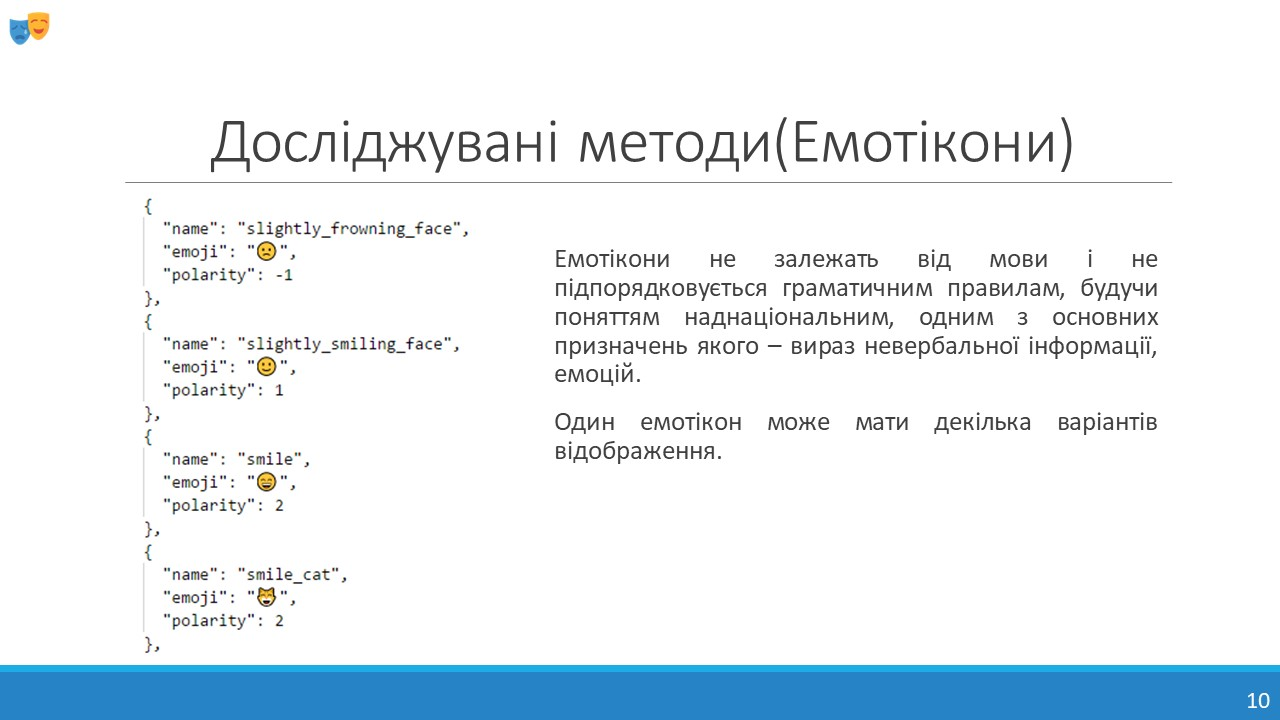 Досліджувані методи(Емотікони)
{
"name": "slightly_frowning_face",
"emoji": "🙁",
"polarity": -1
},
{
"name": "slightly_smiling_face",
"emoji": "🙂",
"polarity": 1
},
{
"name": "smile",
"emoji": "😄",
"polarity": 2
},
{
"name": "smile_cat",
"emoji": "😸",
"polarity": 2
},
Емотікони не залежать від мови і не
підпорядковується граматичним правилам, будучи
поняттям наднаціональним, одним з основних
призначень якого – вираз невербальної інформації,
емоцій.
Один емотікон може мати декілька варіантів
відображення.
10